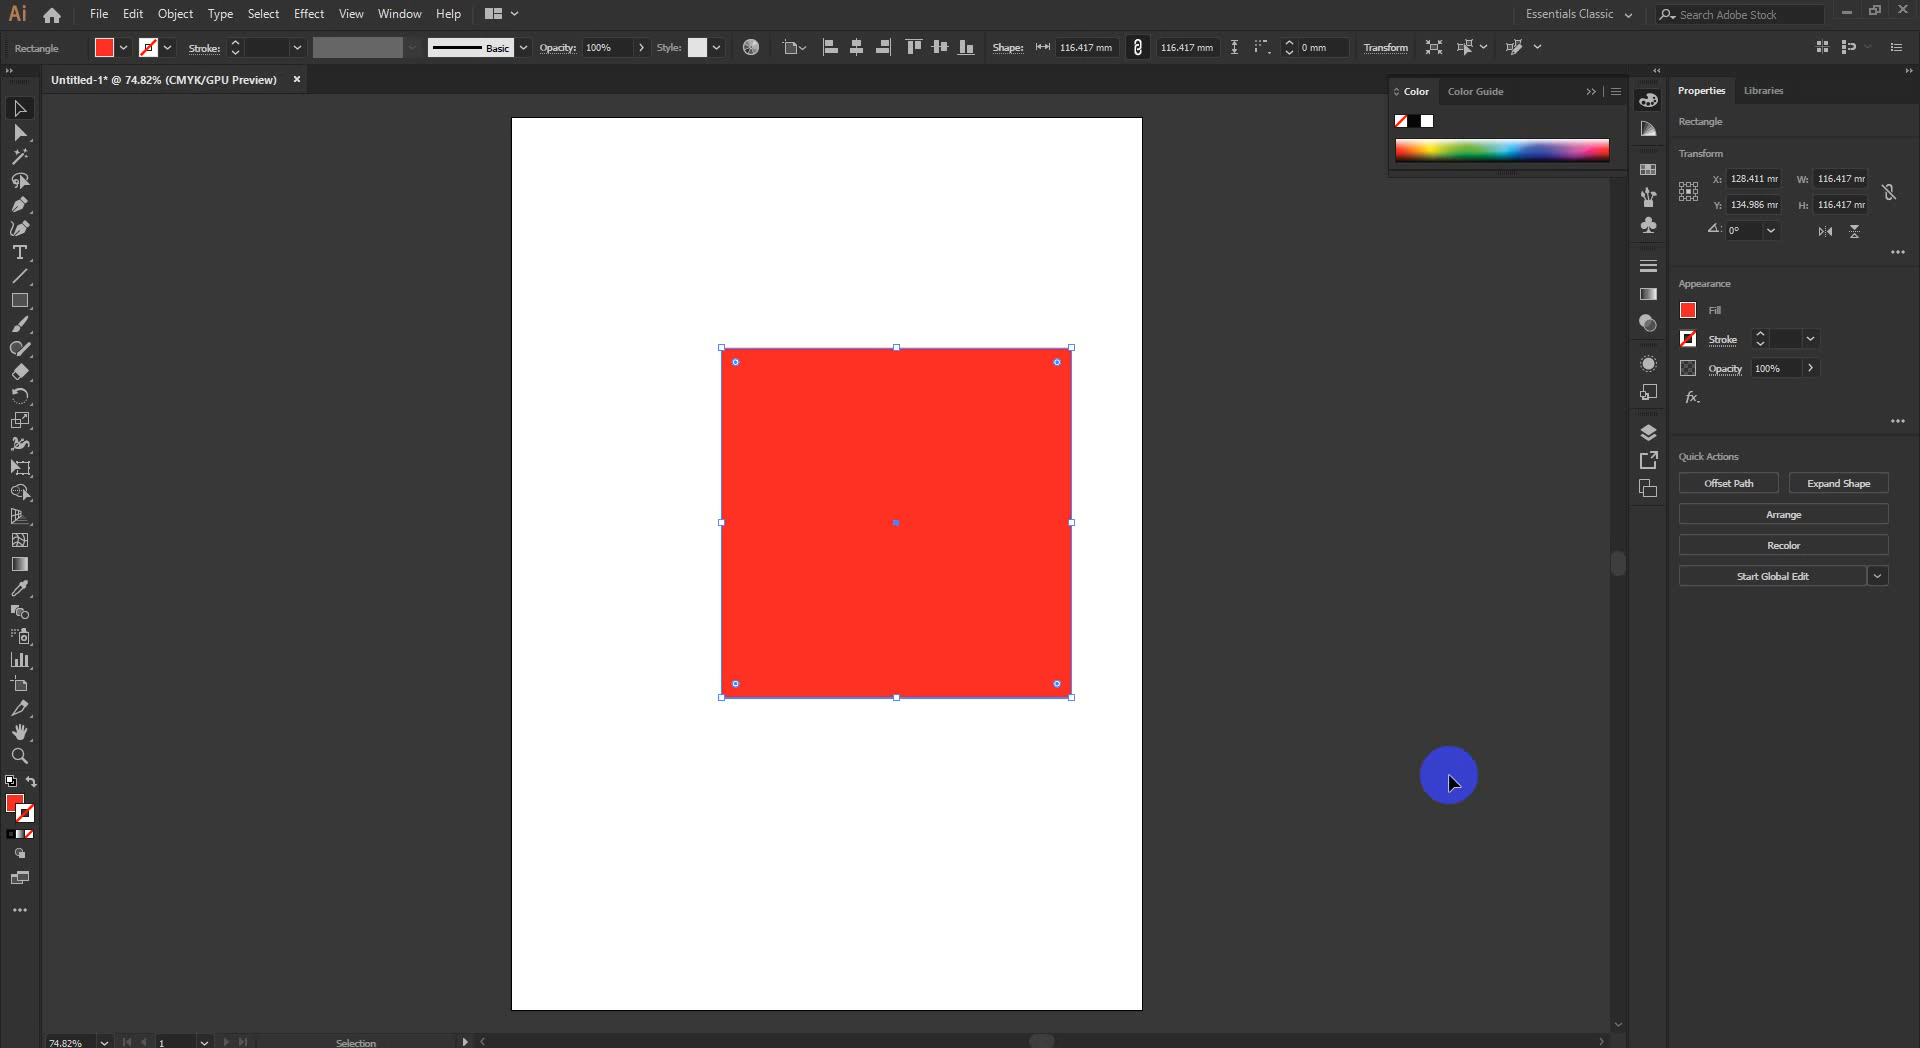 Ai File Edit Object Type Select Effect View Window Help Essentials Classic Search Adobe Stock
Rectangle Stroke: Basic Opacity: 100% Style: Shape: 116.417 mm 116.417 mm 0 mm Transform
Untitled-1* @ 74.82% (CMYK/GPU Preview) ×
Color Color Guide
Properties Libraries
Rectangle
Transform
X: 128.411 mr W: 116.417 mr
Y: 134.986 mr H: 116.417 mr
0°
Appearance
Fill
Stroke
Opacity 100%
fx.
Quick Actions
Offset Path Expand Shape
Arrange
Recolor
Start Global Edit
74.82% 1 Selection